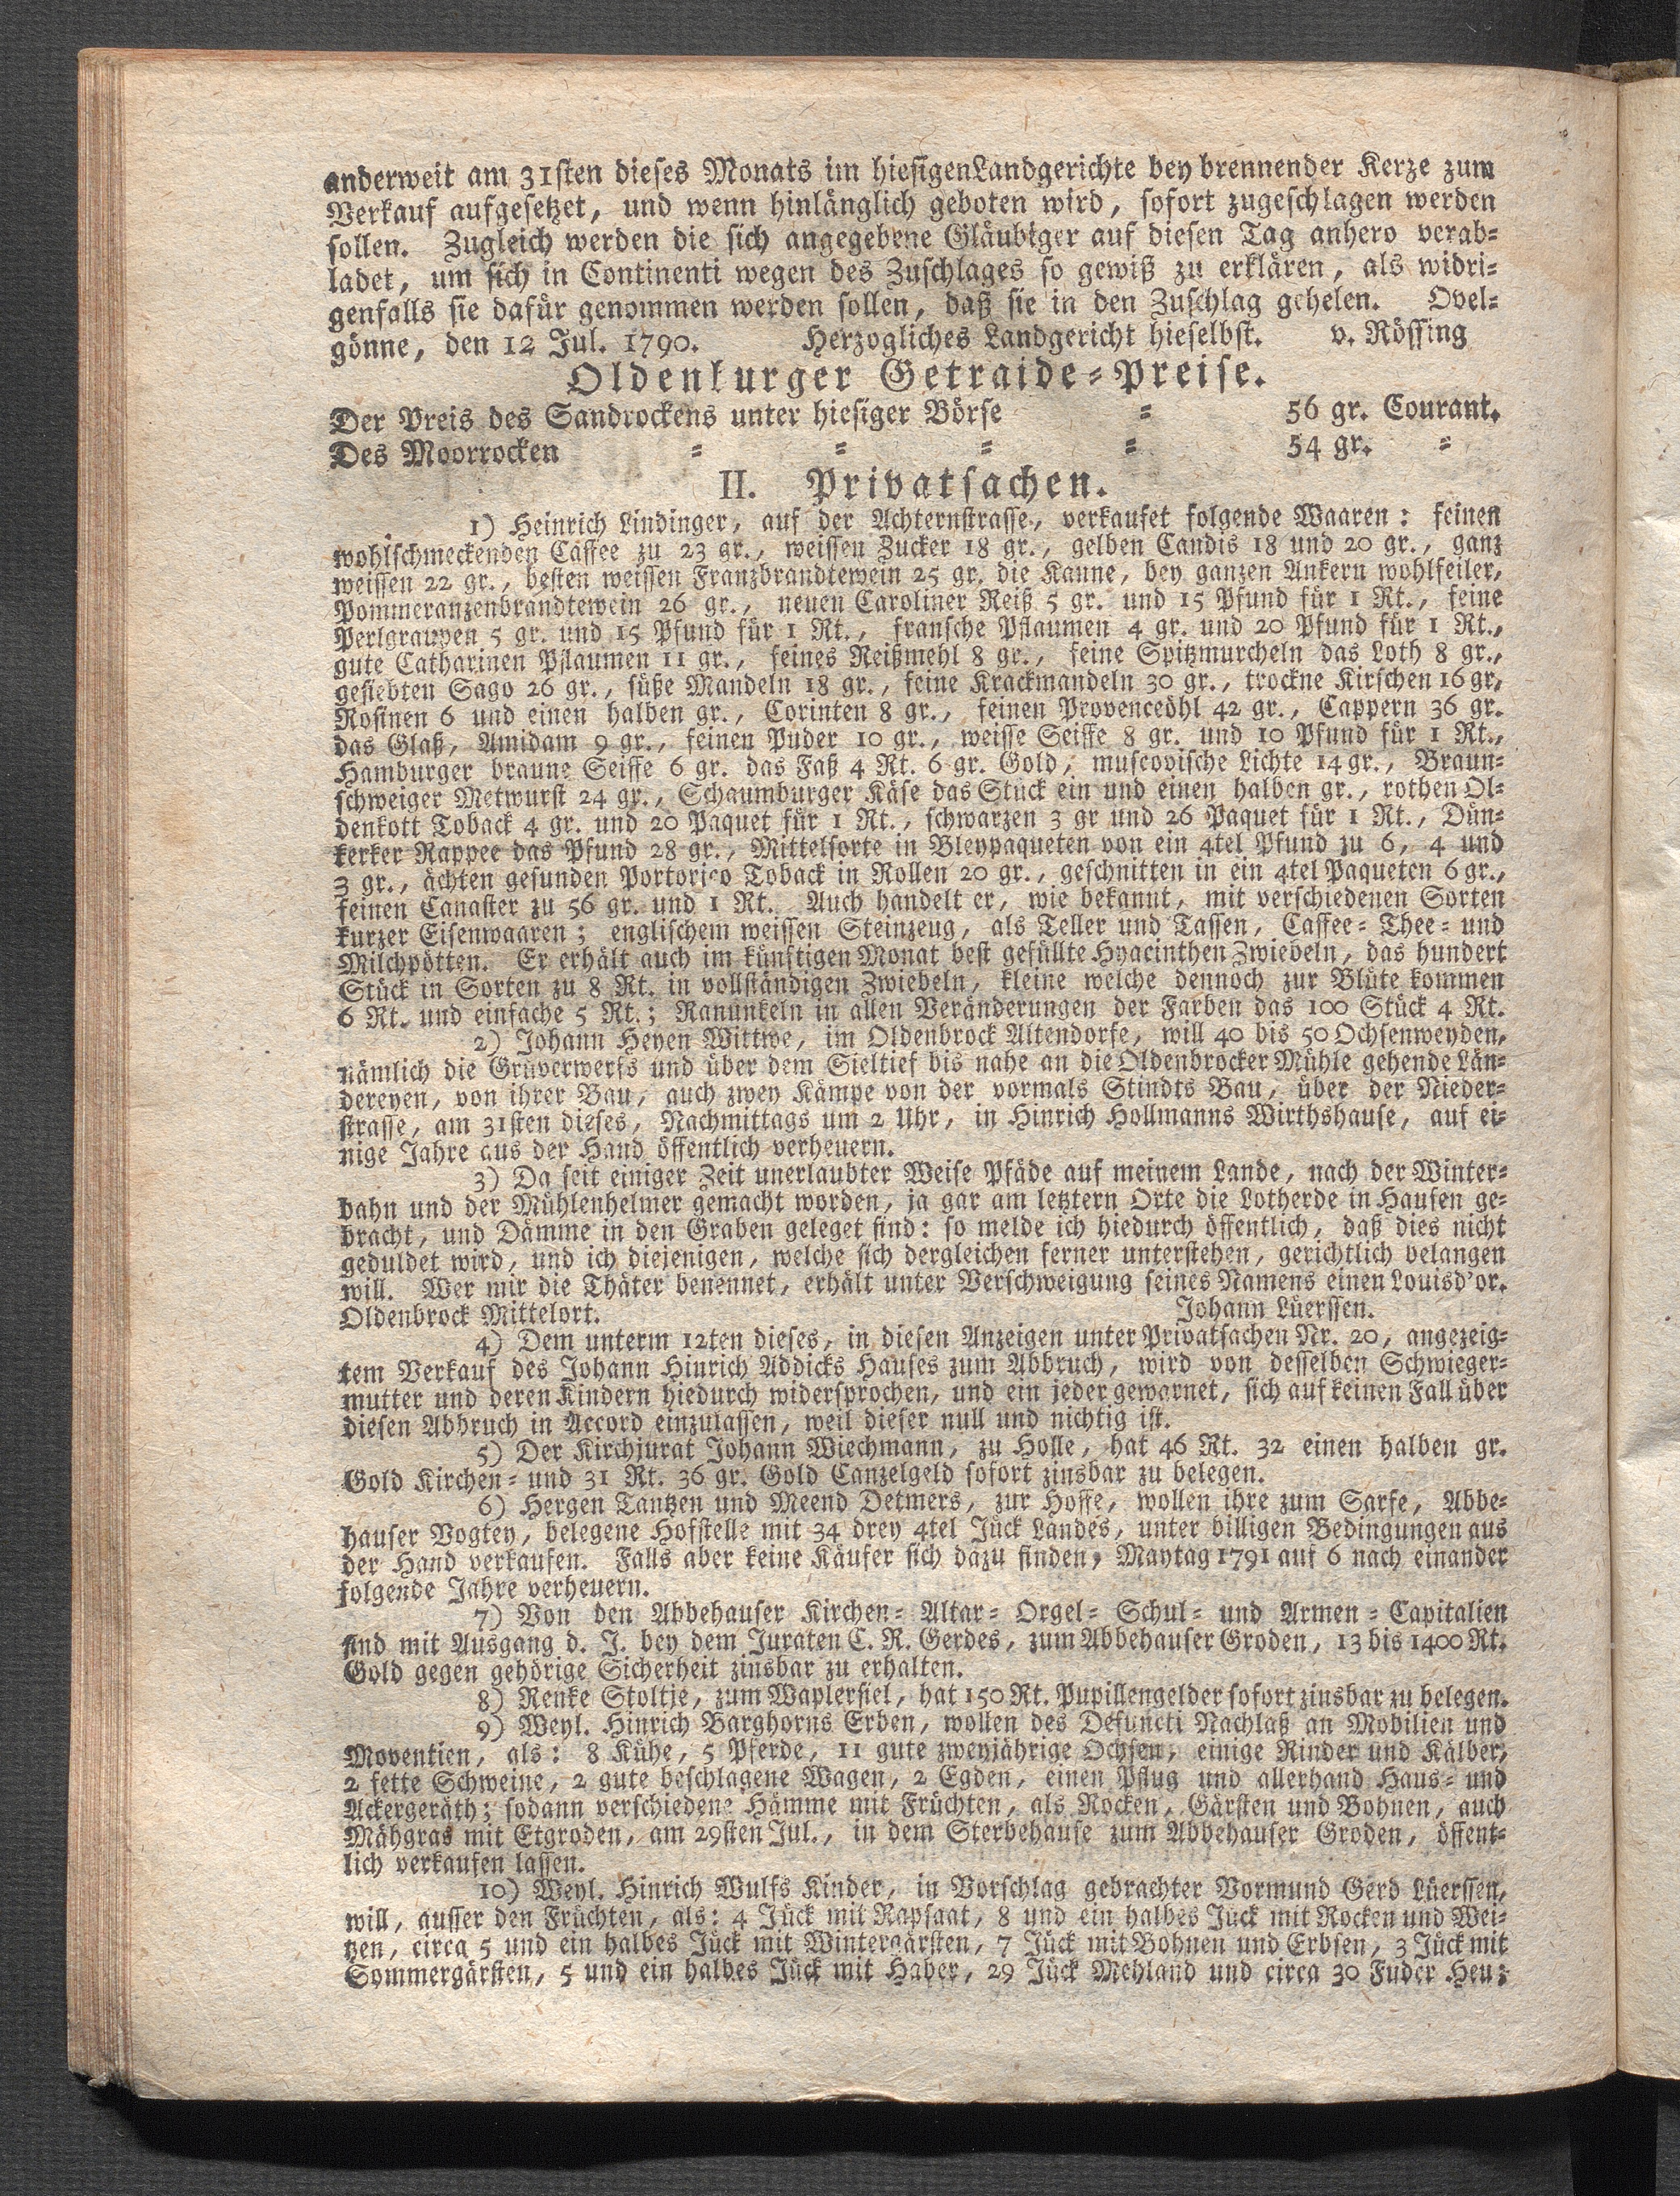 anderweit am 31sten dieses Monats im hiesigen Landgerichte bey brennender Kerze zum
Verkauf aufgesetzet, und wenn hinlänglich geboten wird, sofort zugeschlagen werden
sollen. Zugleich werden die sich angegebene Gläubiger auf diesen Tag anhero verab=
ladet, um sich in Continenti wegen des Zuschlages so gewiß zu erklären, als widri=
genfalls sie dafür genommen werden sollen, daß sie in den Zuschlag gehelen. Ovel=
gönne, den 12 Jul. 1790. Herzogliches Landgericht hieselbst. v. Rössing
Oldenburger Getraide=Preise.
Der Preis des Sandrockens unter hiesiger Börse = 56 gr. Courant.
Des Moorrocken = = = = 54 gr. =
II. Privatsachen.
1) Heinrich Lindinger, auf der Achternstrasse, verkaufet folgende Waaren: feinen
wohlschmeckenden Caffee zu 23 gr., weissen Zucker 18 gr., gelben Candis 18 und 20 gr., ganz
weissen 22 gr., besten weissen Franzbrandtewein 25 gr. die Kanne, bey ganzen Ankern wohlfeiler,
Pommeranzenbrandtewein 26 gr., neuen Caroliner Reiß 5 gr. und 15 Pfund für 1 Rt., feine
Perlgraupen 5 gr. und 15 Pfund für 1 Rt., fransche Pflaumen 4 gr. und 20 Pfund für 1 Rt.,
gute Catharinen Pflaumen 11 gr., feines Reißmehl 8 gr., feine Spitzmurcheln das Loth 8 gr.,
gesiebten Sago 26 gr., süße Mandeln 18 gr., feine Krackmandeln 30 gr., trockne Kirschen 16 gr,
Rosinen 6 und einen halben gr., Corinten 8 gr., feinen Provenceöhl 42 gr., Cappern 36 gr.
das Glaß, Amidam 9 gr., feinen Puder 10 gr., weisse Seiffe 8 gr. und 10 Pfund für 1 Rt.,
Hamburger braune Seiffe 6 gr. das Faß 4 Rt. 6 gr. Gold, muscovische Lichte 14 gr., Braun=
schweiger Metwurst 24 gr., Schaumburger Käse das Stück ein und einen halben gr., rothen Ol=
denkott Toback 4 gr. und 20 Paquet für 1 Rt., schwarzen 3 gr und 26 Paquet für 1 Rt., Dün=
kerker Rappee das Pfund 28 gr., Mittelsorte in Bleypaqueten von ein 4tel Pfund zu 6, 4 und
3 gr., ächten gesunden Portorico Toback in Rollen 20 gr., geschnitten in ein 4tel Paqueten 6 gr.,
feinen Canaster zu 56 gr. und 1 Rt. Auch handelt er, wie bekannt, mit verschiedenen Sorten
kurzer Eisenwaaren; englischem weissen Steinzeug, als Teller und Tassen, Caffee= Thee= und
Milchpötten. Er erhält auch im künftigen Monat best gefüllte Hyacinthen Zwiebeln, das hundert
Stück in Sorten zu 8 Rt. in vollständigen Zwiebeln, kleine welche dennoch zur Blüte kommen
6 Rt. und einfache 5 Rt.; Ranunkeln in allen Veränderungen der Farben das 100 Stück 4 Rt.
2) Johann Heyen Wittwe, im Oldenbrock Altendorfe, will 40 bis 50 Ochsenweyden,
nämlich die Grüverwerfs und über dem Sieltief bis nahe an die Oldenbrocker Mühle gehende Län=
dereyen, von ihrer Bau, auch zwey Kämpe von der vormals Stindts Bau, über der Nieder=
strasse, am 31sten dieses, Nachmittags um 2 Uhr, in Hinrich Hollmanns Wirthshause, auf ei=
nige Jahre aus der Hand öffentlich verheuern.
3) Da seit einiger Zeit unerlaubter Weise Pfäde auf meinem Lande, nach der Winter=
bahn und der Mühlenhelmer gemacht worden, ja gar am letztern Orte die Lotherde in Haufen ge=
bracht, und Dämme in den Graben geleget sind: so melde ich hiedurch öffentlich, daß dies nicht
geduldet wird, und ich diejenigen, welche sich dergleichen ferner unterstehen, gerichtlich belangen
will. Wer mir die Thäter benennet, erhält unter Verschweigung seines Namens einen Louisd'or.
Oldenbrock Mittelort. Johann Lüerssen.
4) Dem unterm 12ten dieses, in diesen Anzeigen unter Privatsachen Nr. 20, angezeig=
tem Verkauf des Johann Hinrich Addicks Hauses zum Abbruch, wird von desselben Schwieger=
mutter und deren Kindern hiedurch widersprochen, und ein jeder gewarnet, sich auf keinen Fall über
diesen Abbruch in Accord einzulassen, weil dieser null und nichtig ist.
5) Der Kirchjurat Johann Wiechmann, zu Holle, hat 46 Rt. 32 einen halben gr.
Gold Kirchen= und 31 Rt. 36 gr. Gold Canzelgeld sofort zinsbar zu belegen.
6) Hergen Tantzen und Meend Detmers, zur Hoffe, wollen ihre zum Sarfe, Abbe=
hauser Vogtey, belegene Hofstelle mit 34 drey 4tel Jück Landes, unter billigen Bedingungen aus
der Hand verkaufen. Falls aber keine Käufer sich dazu finden, Maytag 1791 auf 6 nach einander
folgende Jahre verheuern.
7) Von den Abbehauser Kirchen= Altar= Orgel= Schul= und Armen=Capitalien
sind mit Ausgang d. J. bey dem Juraten C. R. Gerdes, zum Abbehauser Groden, 13 bis 1400 Rt.
Gold gegen gehörige Sicherheit zinsbar zu erhalten.
8) Renke Stoltje, zum Waplersiel, hat 150 Rt. Pupillengelder sofort zinsbar zu belegen.
9) Weyl. Hinrich Barghorns Erben, wollen des Defuncti Nachlaß an Mobilien und
Moventien, als: 8 Kühe, 5 Pferde, 11 gute zweyjährige Ochsen, einige Rinder und Kälber,
2 fette Schweine, 2 gute beschlagene Wagen, 2 Egden, einen Pflug und allerhand Haus= und
Ackergeräth; sodann verschiedene Hämme mit Früchten, als Rocken, Gärsten und Bohnen, auch
Mähgras mit Etgroden, am 29sten Jul., in dem Sterbehause zum Abbehauser Groden, öffent=
lich verkaufen lassen.
10) Weyl. Hinrich Wulfs Kinder, in Vorschlag gebrachter Vormund Gerd Lüerssen,
will, ausser den Früchten, als: 4 Jück mit Rapsaat, 8 und ein halbes Jück mit Rocken und Wei=
tzen, circa 5 und ein halbes Jück mit Wintergärsten, 7 Jück mit Bohnen und Erbsen, 3 Jück mit
Sommergärsten, 5 und ein halbes Jück mit Haber, 29 Jück Mehland und circa 30 Fuder Heu;